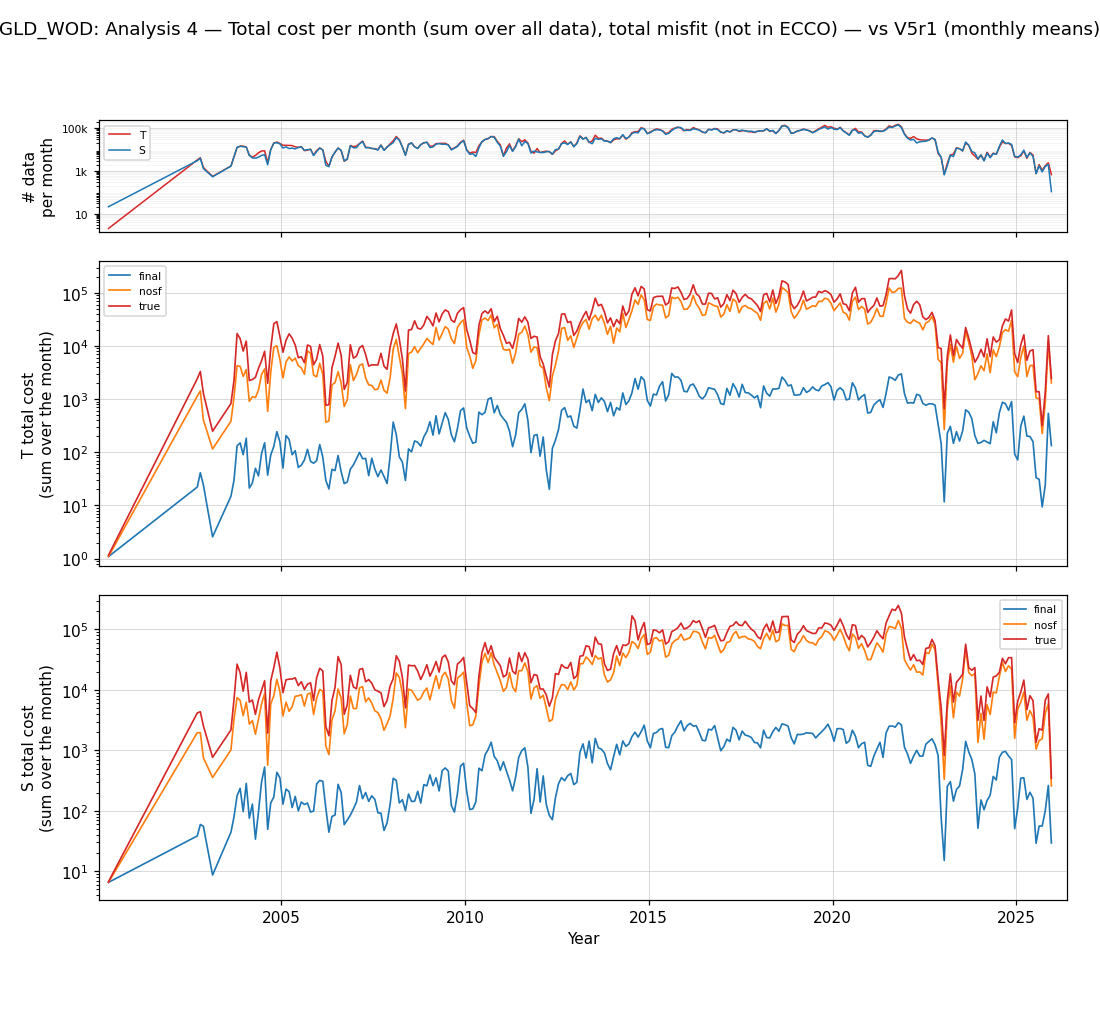 GLD_WOD: Analysis 4 — Total cost per month (sum over all data), total misfit (not in ECCO) — vs V5r1 (monthly means)
# data
per month
100k
1k
10
T
S
T total cost
(sum over the month)
10^5
10^4
10^3
10^2
10^1
10^0
final
nosf
true
S total cost
(sum over the month)
10^5
10^4
10^3
10^2
10^1
final
nosf
true
2005 2010 2015 2020 2025
Year